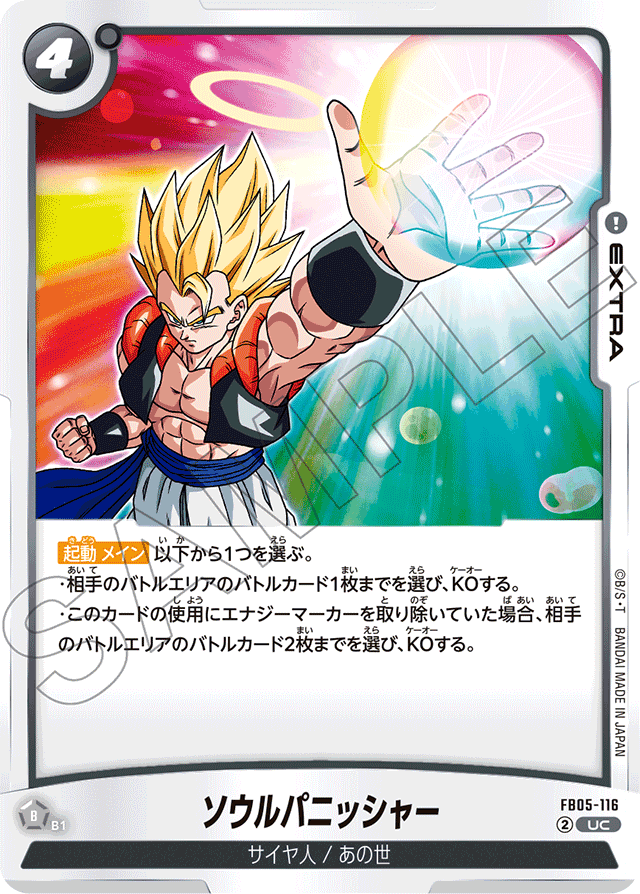 4
EXTRA
SAMPLE
起動 メイン 以下から1つを選ぶ。
・相手のバトルエリアのバトルカード1枚までを選び、KOする。
・このカードの使用にエナジーマーカーを取り除いていた場合、相手
のバトルエリアのバトルカード2枚までを選び、KOする。
©B/S・T BANDAI MADE IN JAPAN
B B1
ソウルパニッシャー
FB05-116
2 UC
サイヤ人 / あの世